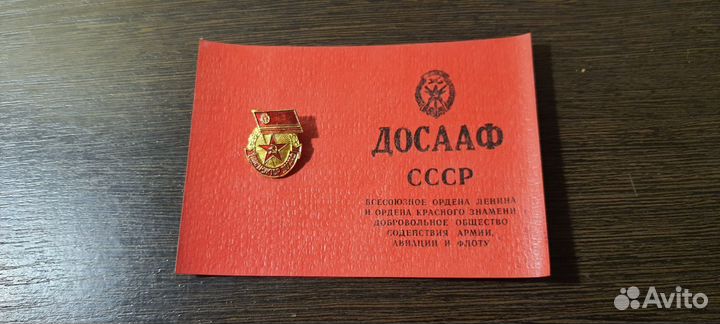 ДОСААФ
СССР
ВСЕСОЮЗНОЕ ОРДЕНА ЛЕНИНА
И ОРДЕНА КРАСНОГО ЗНАМЕНИ
ДОБРОВОЛЬНОЕ ОБЩЕСТВО
СОДЕЙСТВИЯ АРМИИ,
АВИАЦИИ И ФЛОТУ
Avito